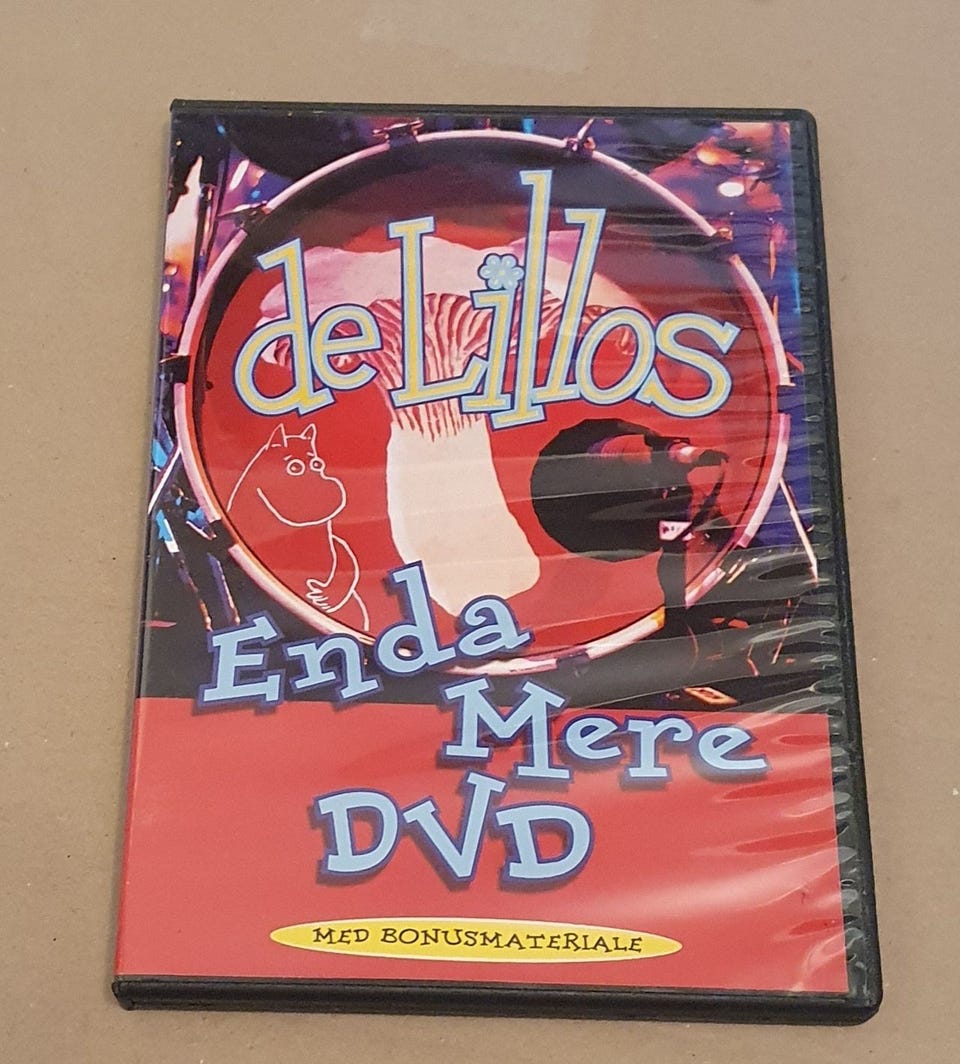 deLillos
Enda
Mere
DVD
MED BONUSMATERIALE